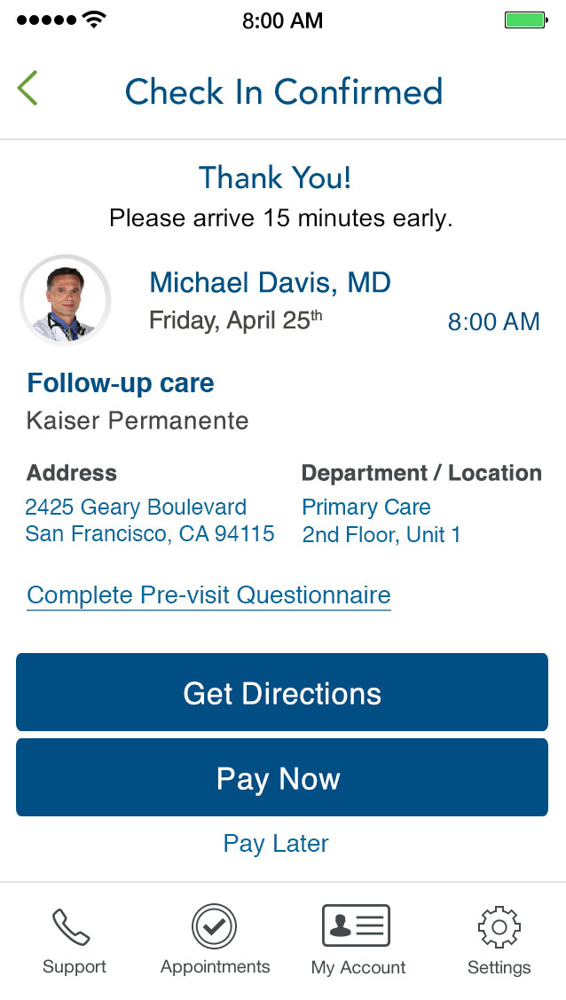 8:00 AM
Check In Confirmed
Thank You!
Please arrive 15 minutes early.
Michael Davis, MD
Friday, April 25th
8:00 AM
Follow-up care
Kaiser Permanente
Address
2425 Geary Boulevard
San Francisco, CA 94115
Department / Location
Primary Care
2nd Floor, Unit 1
Complete Pre-visit Questionnaire
Get Directions
Pay Now
Pay Later
Support
Appointments
My Account
Settings